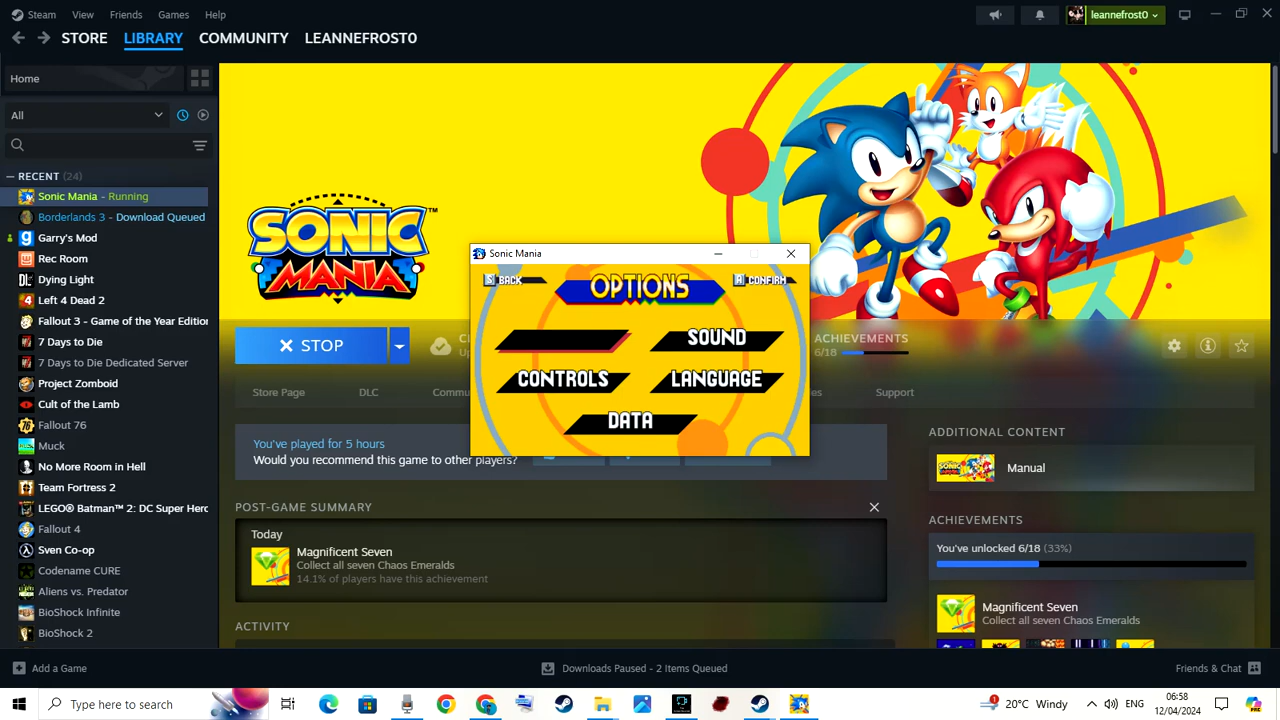 Steam View Friends Games Help leannefrost0
STORE LIBRARY COMMUNITY LEANNEFROST0
Home
All
RECENT (24)
Sonic Mania - Running
Borderlands 3 - Download Queued
Garry's Mod
Rec Room
Dying Light
Left 4 Dead 2
Fallout 3 - Game of the Year Edition
7 Days to Die
7 Days to Die Dedicated Server
Project Zomboid
Cult of the Lamb
Fallout 76
Muck
No More Room in Hell
Team Fortress 2
LEGO® Batman™ 2: DC Super Hero
Fallout 4
Sven Co-op
Codename CURE
Aliens vs. Predator
BioShock Infinite
BioShock 2
SONIC
MANIA
TM
Sonic Mania
S BACK OPTIONS A CONFIRM
SOUND
CONTROLS LANGUAGE
DATA
STOP
ACHIEVEMENTS
6/18
Store Page DLC Support
You've played for 5 hours
Would you recommend this game to other players?
POST-GAME SUMMARY
Today
Magnificent Seven
Collect all seven Chaos Emeralds
14.1% of players have this achievement
ACTIVITY
ADDITIONAL CONTENT
Manual
ACHIEVEMENTS
You've unlocked 6/18 (33%)
Magnificent Seven
Collect all seven Chaos Emeralds
Add a Game Downloads Paused - 2 Items Queued Friends & Chat
Type here to search 20°C Windy ENG 06:58
12/04/2024